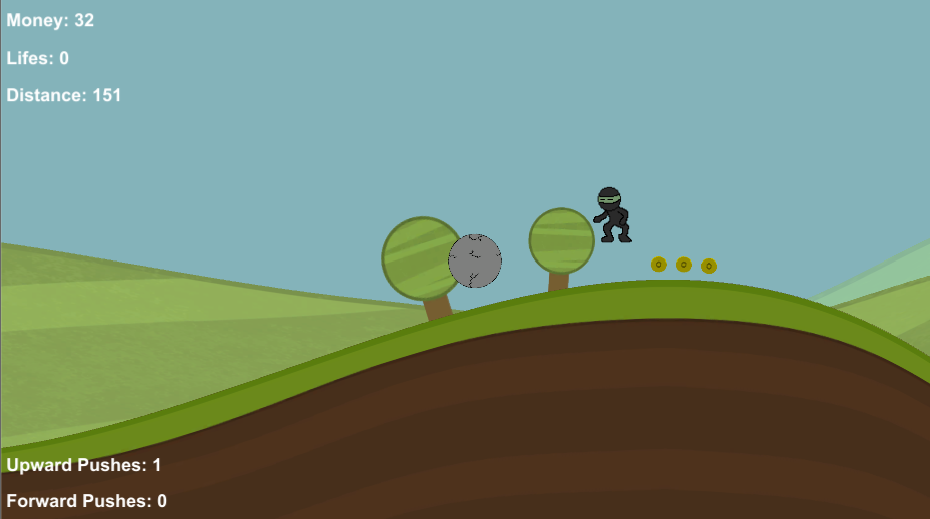 Money: 32
Lifes: 0
Distance: 151
Upward Pushes: 1
Forward Pushes: 0